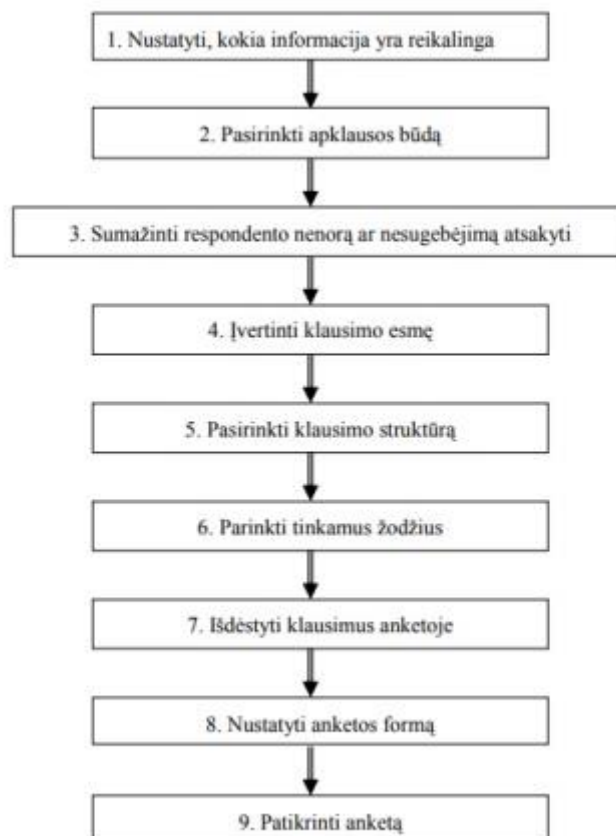 1. Nustatyti, kokia informacija yra reikalinga
2. Pasirinkti apklausos būdą
3. Sumažinti respondento nenorą ar nesugebėjimą atsakyti
4. Įvertinti klausimo esmę
5. Pasirinkti klausimo struktūrą
6. Parinkti tinkamus žodžius
7. Išdėstyti klausimus anketoje
8. Nustatyti anketos formą
9. Patikrinti anketą